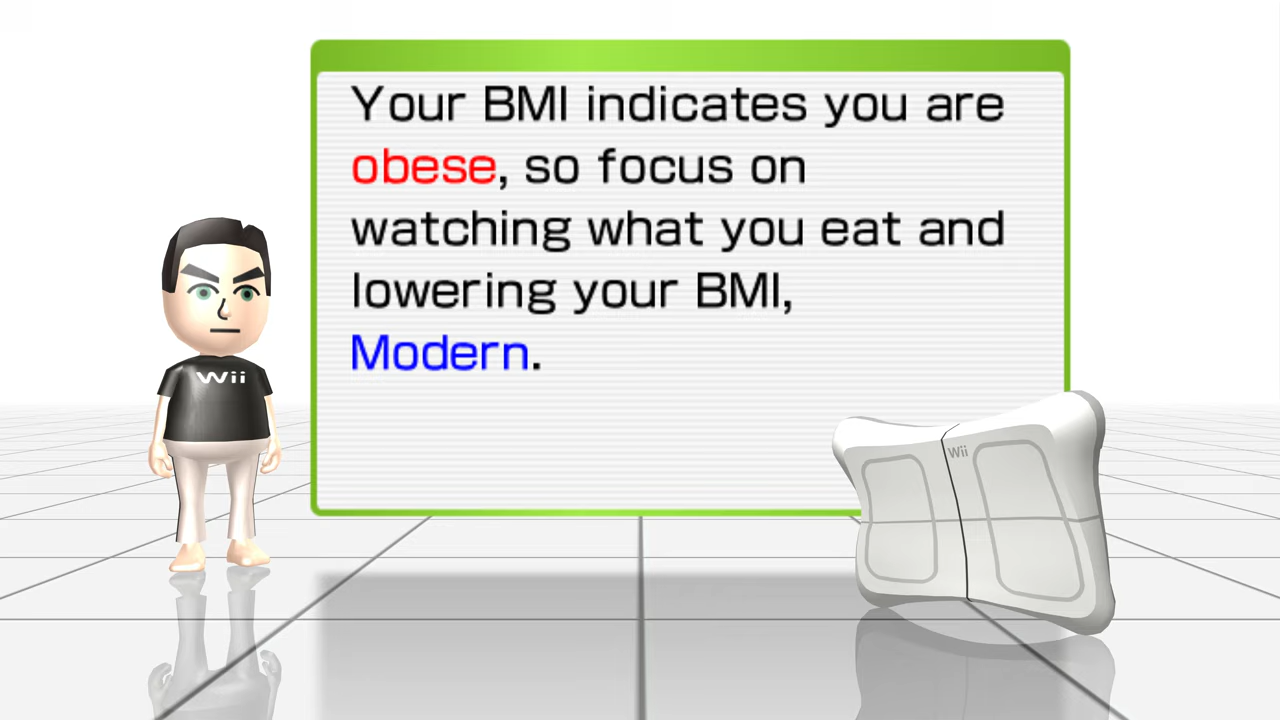 Your BMI indicates you are
obese, so focus on
watching what you eat and
lowering your BMI,
Modern.
Wii
Wii